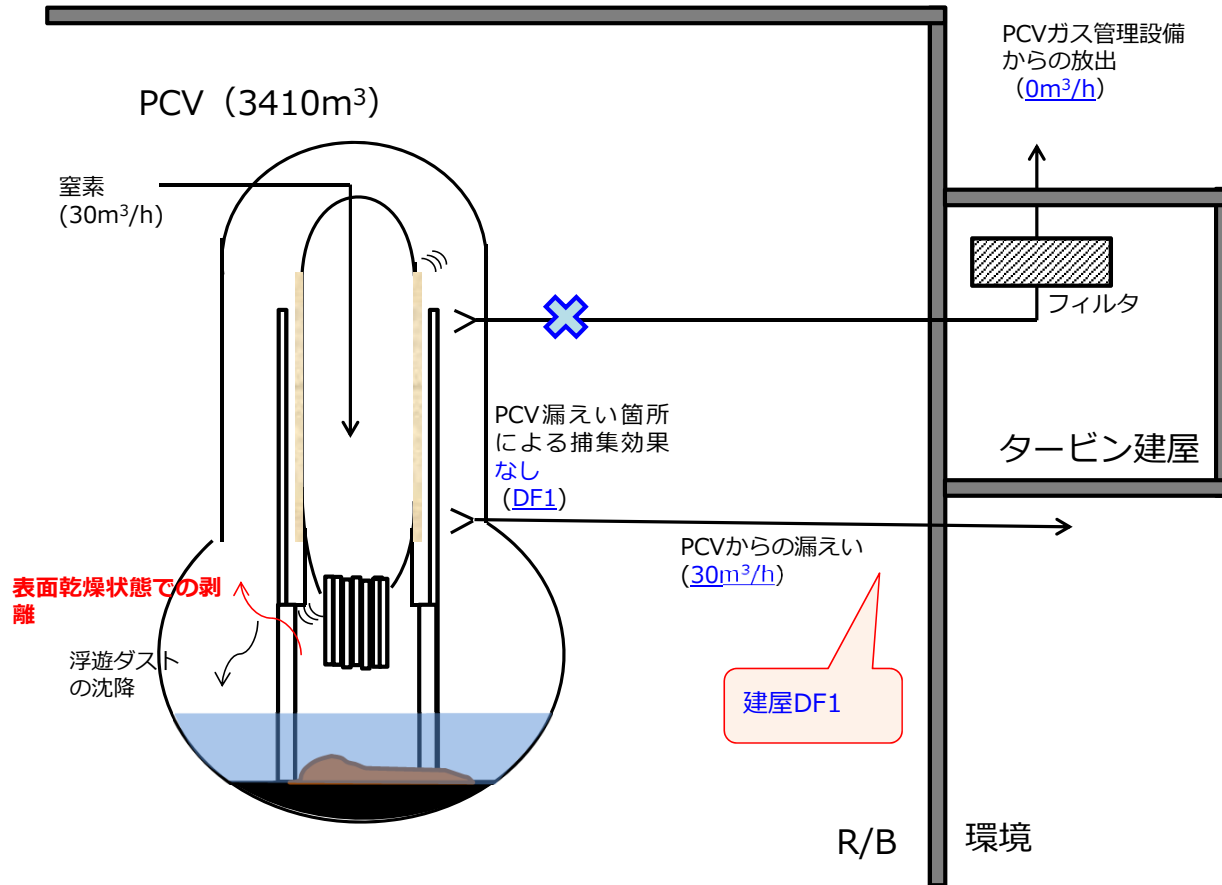 PCVガス管理設備
からの放出
（0m³/h）
PCV（3410m³）
窒素
(30m³/h)
フィルタ
PCV漏えい箇所
による捕集効果
なし
（DF1）
タービン建屋
PCVからの漏えい
(30m³/h)
表面乾燥状態での剥
離
浮遊ダスト
の沈降
建屋DF1
R/B
環境